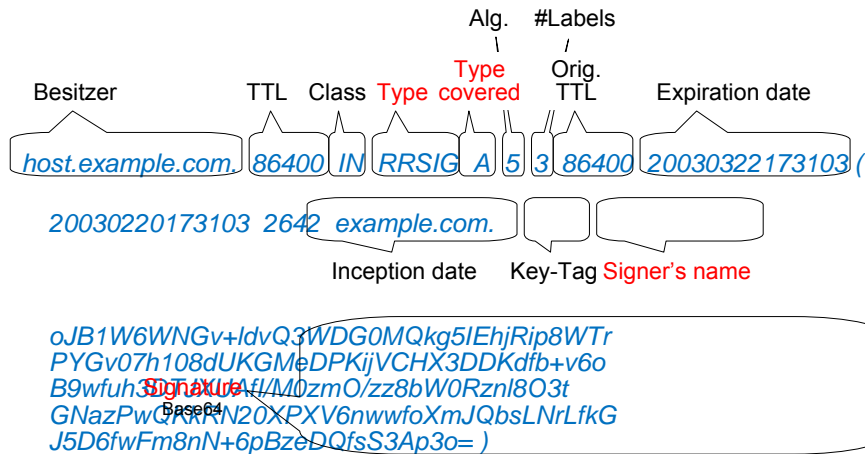 Alg. #Labels
Besitzer TTL Class Type Type covered Orig. TTL Expiration date
host.example.com. 86400 IN RRSIG A 5 3 86400 20030322173103 (
20030220173103 2642 example.com.
Inception date Key-Tag Signer's name
oJB1W6WNGv+ldvQ3WDG0MQkg5IEhjRip8WTr
PYGv07h108dUKGMeDPKijVCHX3DDKdfb+v6o
Signature
Base64
J5D6fwFm8nN+6pBzeDQfsS3Ap3o= )